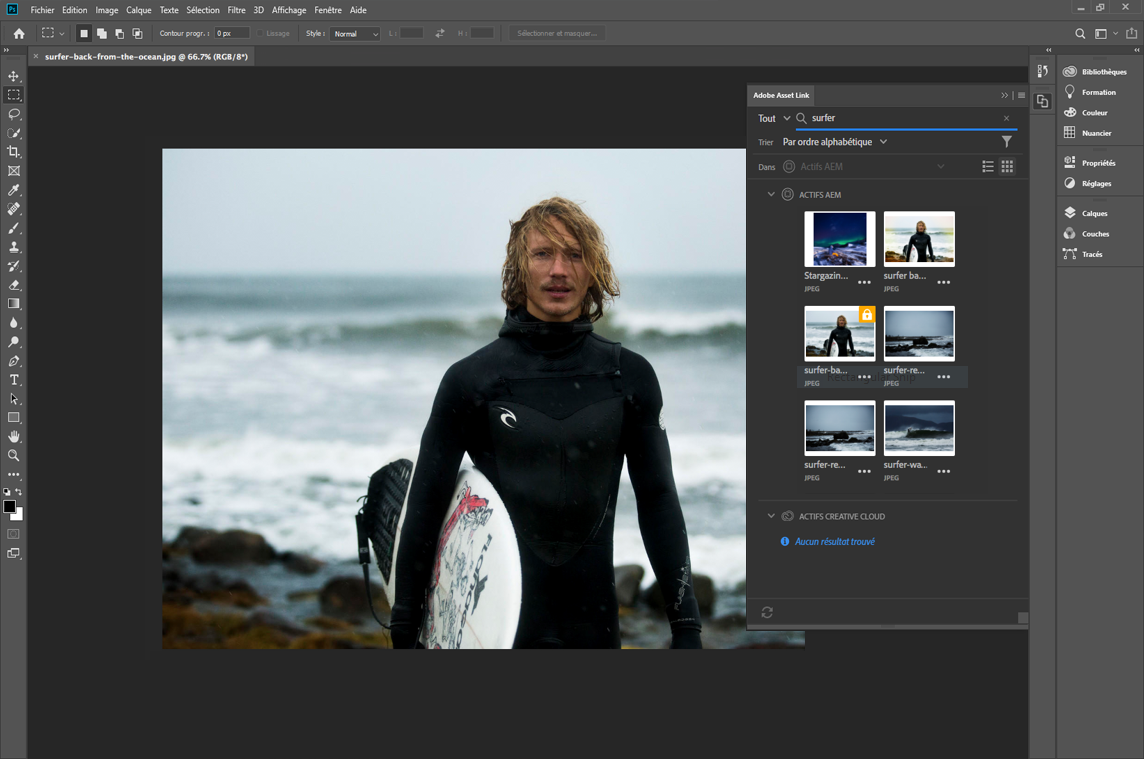 Ps Fichier Edition Image Calque Texte Sélection Filtre 3D Affichage Fenêtre Aide
Contour progr. : 0 px Lissage Style : Normal L : H : Sélectionner et masquer...
surfer-back-from-the-ocean.jpg @ 66.7% (RGB/8*)
Adobe Asset Link
Tout surfer
Trier Par ordre alphabétique
Dans Actifs AEM
ACTIFS AEM
Stargazin... surfer ba...
JPEG JPEG
surfer-ba... surfer-re...
JPEG JPEG
surfer-re... surfer-wa...
JPEG JPEG
ACTIFS CREATIVE CLOUD
Aucun résultat trouvé
Bibliothèques
Formation
Couleur
Nuancier
Propriétés
Réglages
Calques
Couches
Tracés